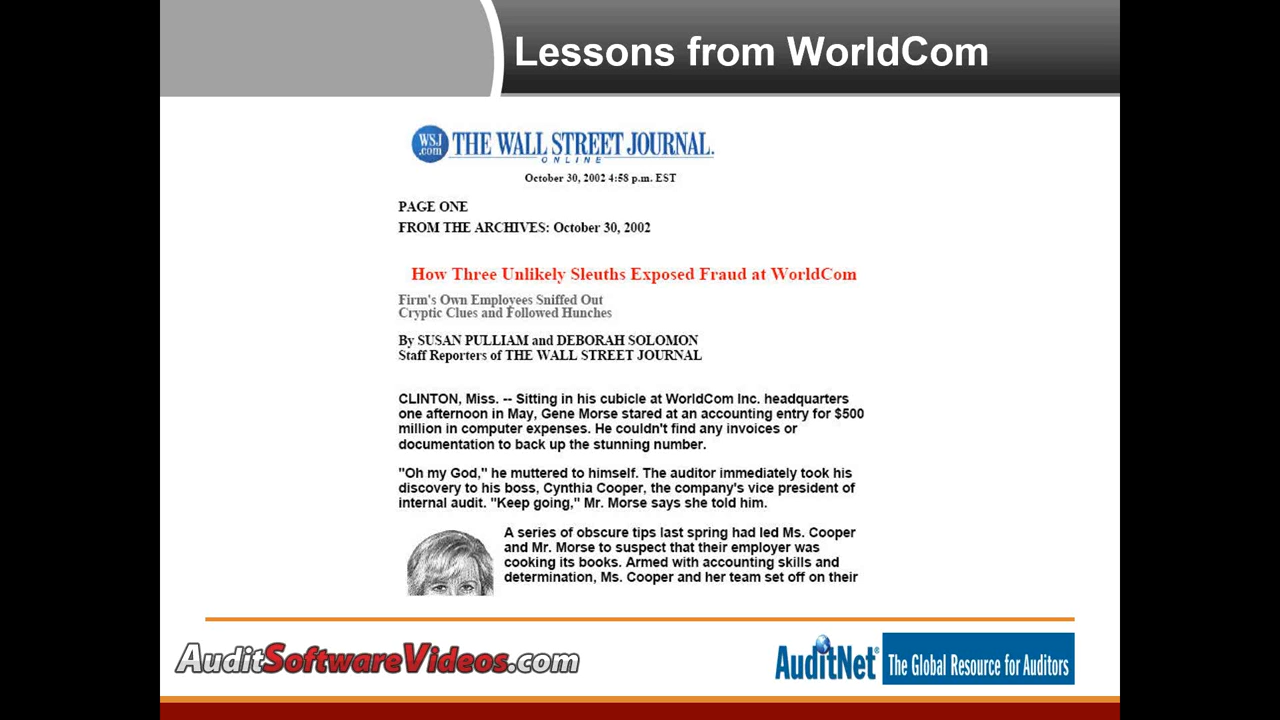 Lessons from WorldCom
WSJ
.com
THE WALL STREET JOURNAL.
ONLINE
October 30, 2002 4:58 p.m. EST
PAGE ONE
FROM THE ARCHIVES: October 30, 2002
How Three Unlikely Sleuths Exposed Fraud at WorldCom
Firm's Own Employees Sniffed Out
Cryptic Clues and Followed Hunches
By SUSAN PULLIAM and DEBORAH SOLOMON
Staff Reporters of THE WALL STREET JOURNAL
CLINTON, Miss. -- Sitting in his cubicle at WorldCom Inc. headquarters
one afternoon in May, Gene Morse stared at an accounting entry for $500
million in computer expenses. He couldn't find any invoices or
documentation to back up the stunning number.
"Oh my God," he muttered to himself. The auditor immediately took his
discovery to his boss, Cynthia Cooper, the company's vice president of
internal audit. "Keep going," Mr. Morse says she told him.
A series of obscure tips last spring had led Ms. Cooper
and Mr. Morse to suspect that their employer was
cooking its books. Armed with accounting skills and
determination, Ms. Cooper and her team set off on their
AuditSoftwareVideos.com
AuditNet® The Global Resource for Auditors